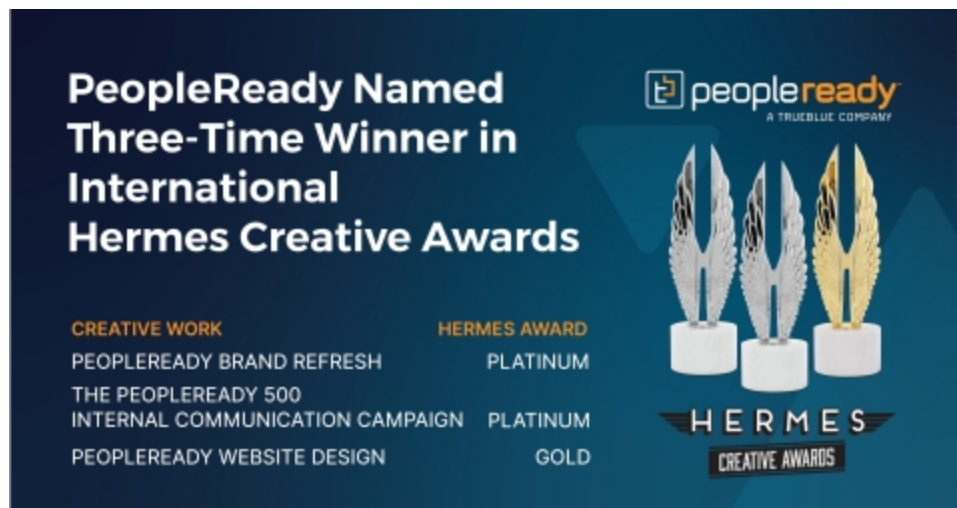 PeopleReady Named
Three-Time Winner in
International
Hermes Creative Awards
peopleready
A TRUEBLUE COMPANY
CREATIVE WORK HERMES AWARD
PEOPLEREADY BRAND REFRESH PLATINUM
THE PEOPLEREADY 500
INTERNAL COMMUNICATION CAMPAIGN PLATINUM
PEOPLEREADY WEBSITE DESIGN GOLD
HERMES
CREATIVE AWARDS